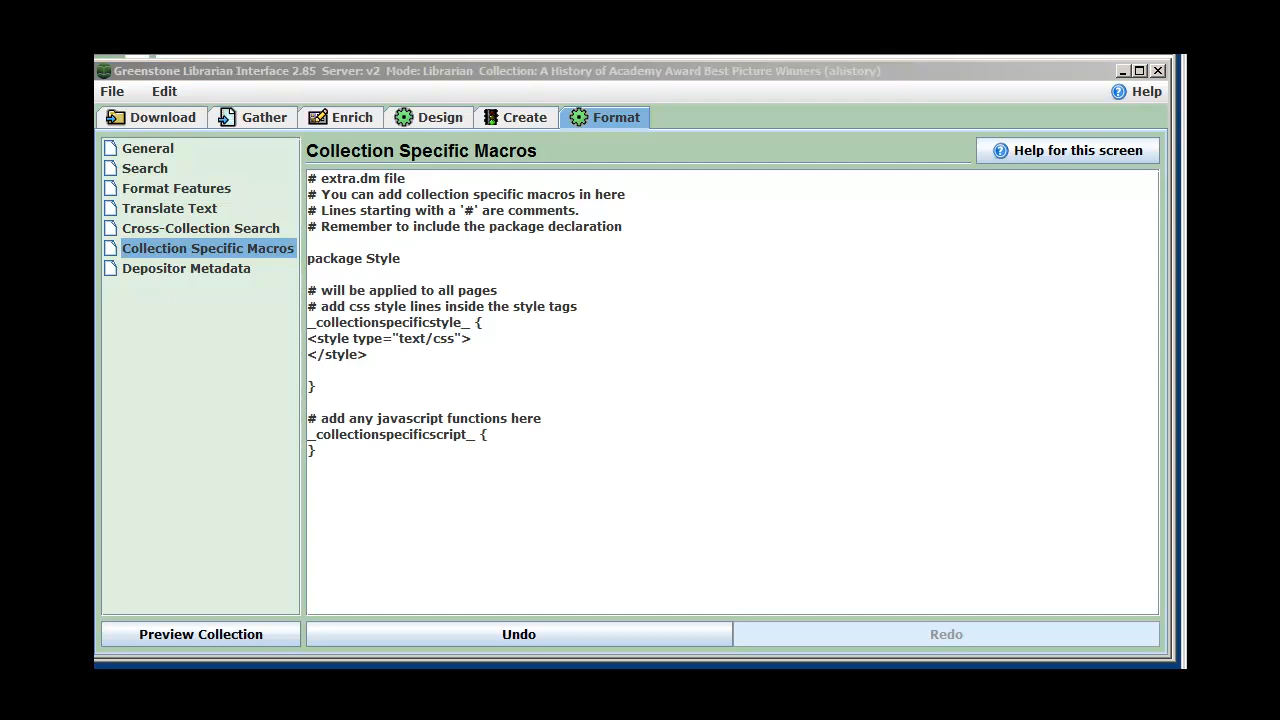 Greenstone Librarian Interface 2.85 Server: v2 Mode: Librarian Collection: A History of Academy Award Best Picture Winners (ahistory)
File Edit Help
Download Gather Enrich Design Create Format
General
Search
Format Features
Translate Text
Cross-Collection Search
Collection Specific Macros
Depositor Metadata
Collection Specific Macros
Help for this screen
# extra.dm file
# You can add collection specific macros in here
# Lines starting with a '#' are comments.
# Remember to include the package declaration
package Style
# will be applied to all pages
# add css style lines inside the style tags
_collectionspecificstyle_ {
<style type="text/css">
</style>
}
# add any javascript functions here
_collectionspecificscript_ {
}
Preview Collection
Undo
Redo